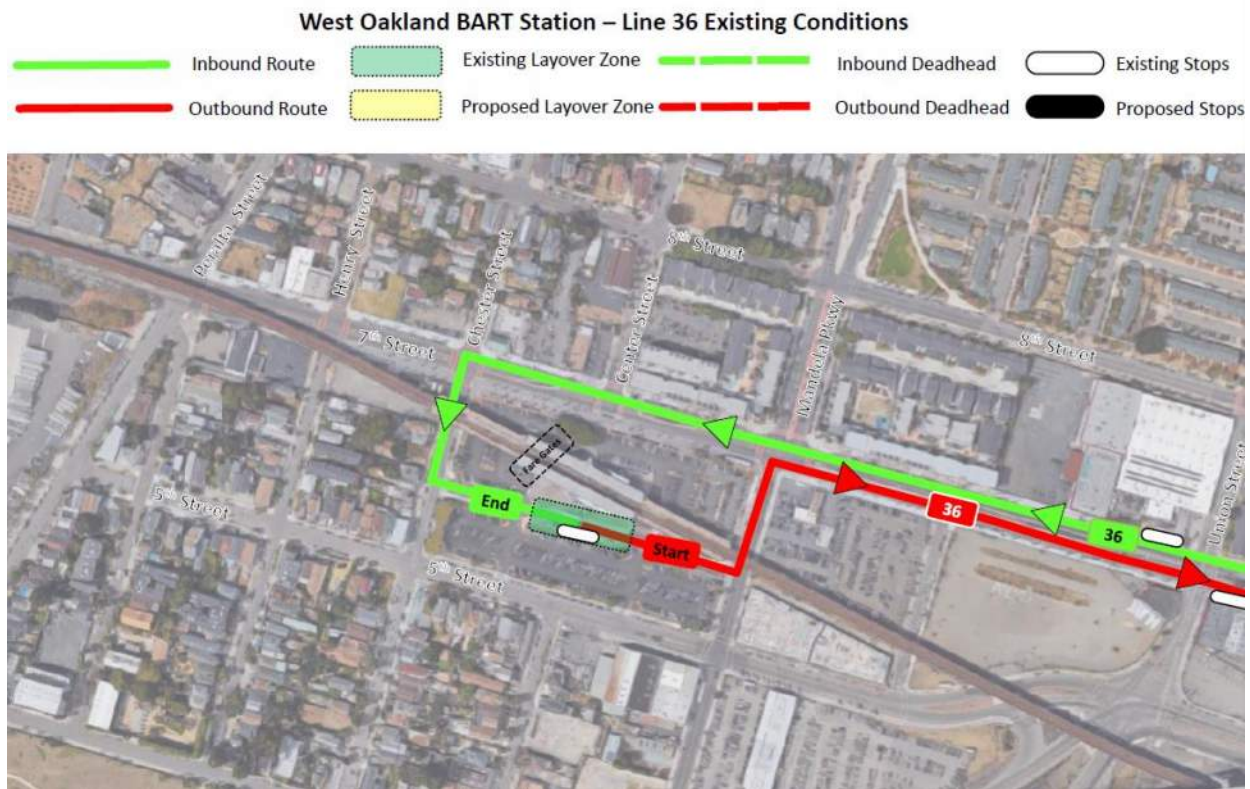 West Oakland BART Station – Line 36 Existing Conditions
Inbound Route
Existing Layover Zone
Inbound Deadhead
Existing Stops
Outbound Route
Proposed Layover Zone
Outbound Deadhead
Proposed Stops
Peralta Street
Henry Street
Chester Street
Center Street
8th Street
Mandela Pkwy
8th Street
7th Street
Fare Gates
Union Street
5th Street
End
Start
36
36
5th Street